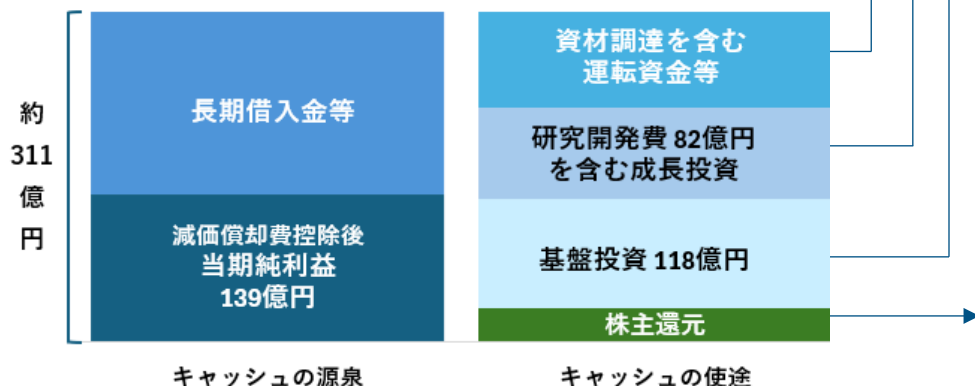 約
311
億
円
長期借入金等
減価償却費控除後
当期純利益
139億円
キャッシュの源泉
資材調達を含む
運転資金等
研究開発費 82億円
を含む成長投資
基盤投資 118億円
株主還元
キャッシュの使途